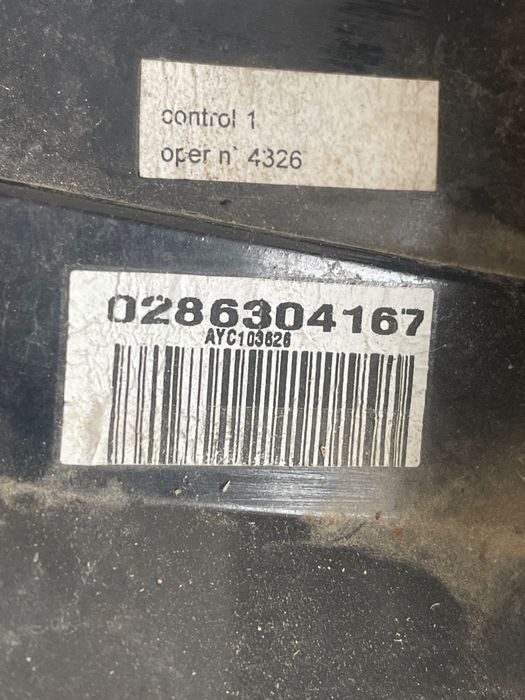 control 1
oper n° 4326
0286304167
AYC103626